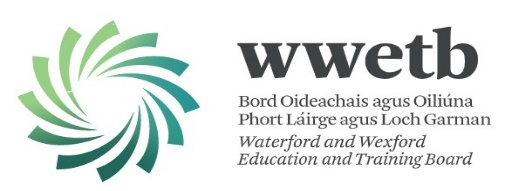 wwetb
Bord Oideachais agus Oiliúna
Phort Láirge agus Loch Garman
Waterford and Wexford
Education and Training Board